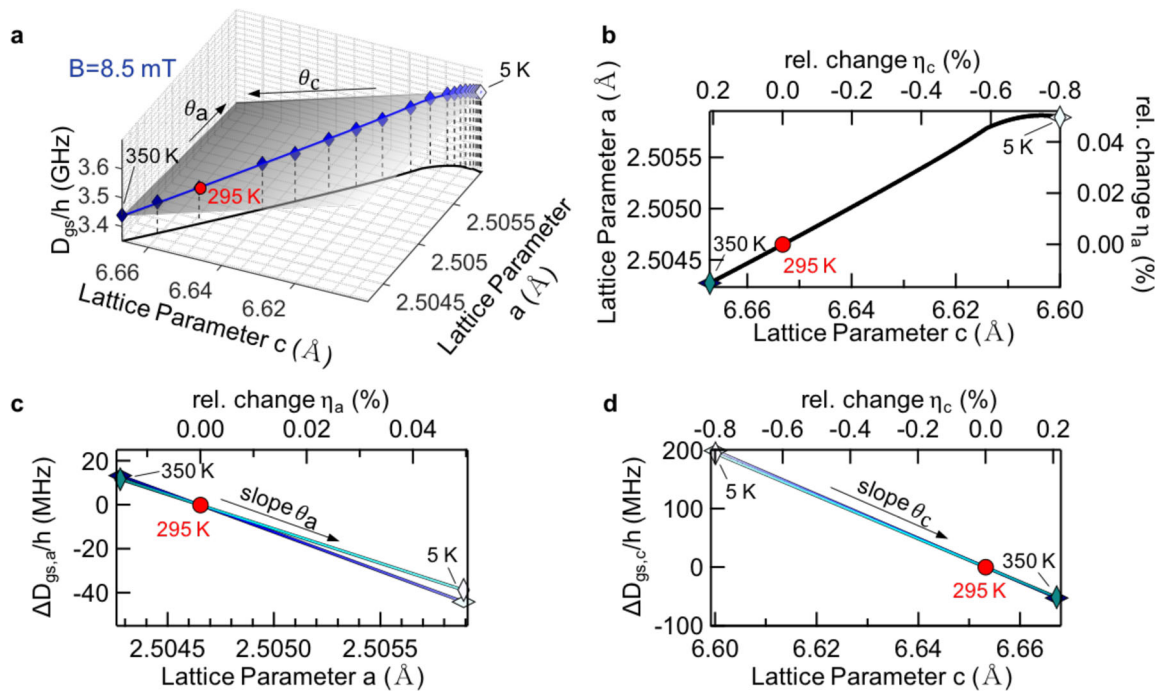 a
B=8.5 mT
θa
θc
5 K
350 K
295 K
3.6
3.5
3.4
Dgs/h (GHz)
6.66
6.64
6.62
Lattice Parameter c (Å)
2.5055
2.505
2.5045
Lattice Parameter
a (Å)
b
rel. change ηc (%)
0.2 0.0 -0.2 -0.4 -0.6 -0.8
Lattice Parameter a (Å)
2.5055
2.5050
2.5045
0.04
0.02
0.00
rel. change ηa (%)
5 K
350 K
295 K
6.66 6.64 6.62 6.60
Lattice Parameter c (Å)
c
rel. change ηa (%)
0.00 0.02 0.04
20
0
-20
-40
ΔDgs,a/h (MHz)
350 K
slope θa
295 K
5 K
2.5045 2.5050 2.5055
Lattice Parameter a (Å)
d
rel. change ηc (%)
-0.8 -0.6 -0.4 -0.2 0.0 0.2
200
100
0
-100
ΔDgs,c/h (MHz)
5 K
slope θc
350 K
295 K
6.60 6.62 6.64 6.66
Lattice Parameter c (Å)